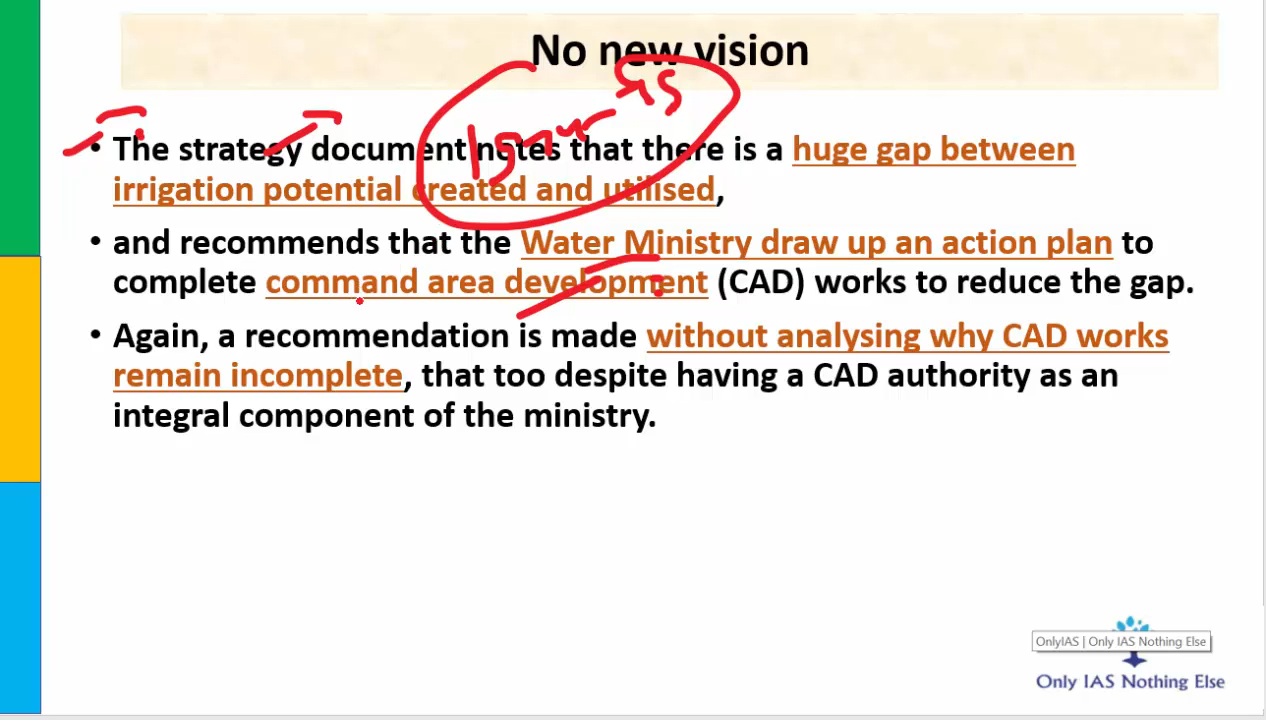 No new vision
• The strategy document notes that there is a huge gap between
irrigation potential created and utilised,
• and recommends that the Water Ministry draw up an action plan to
complete command area development (CAD) works to reduce the gap.
• Again, a recommendation is made without analysing why CAD works
remain incomplete, that too despite having a CAD authority as an
integral component of the ministry.
OnlyIAS | Only IAS Nothing Else
Only IAS Nothing Else